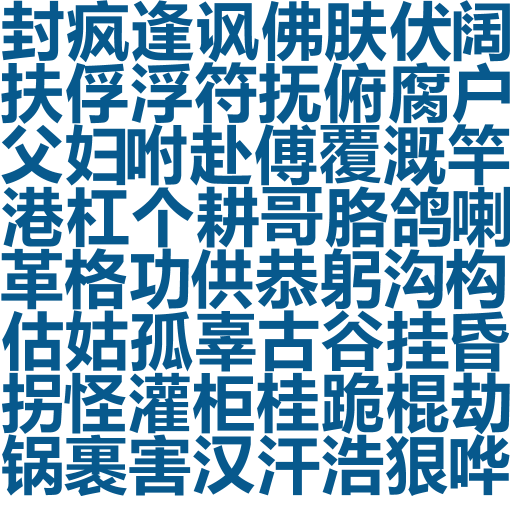 封疯逢讽佛肤伏阔
扶俘浮符抚俯腐户
父妇咐赴傅覆溉竿
港杠个耕哥胳鸽喇
革格功供恭躬沟构
估姑孤辜古谷挂昏
拐怪灌柜桂跪棍劫
锅裹害汉汗浩狠哗